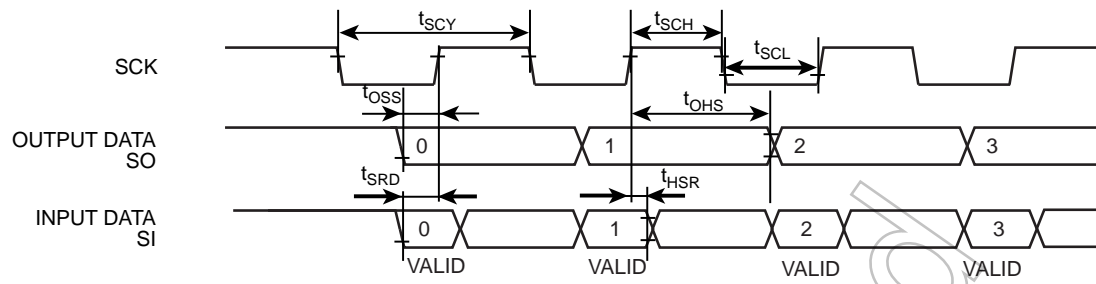 tSCY
tSCH
tSCL
SCK
tOSS
tOHS
OUTPUT DATA
SO
0
1
2
3
tSRD
tHSR
INPUT DATA
SI
0
1
2
3
VALID
VALID
VALID
VALID